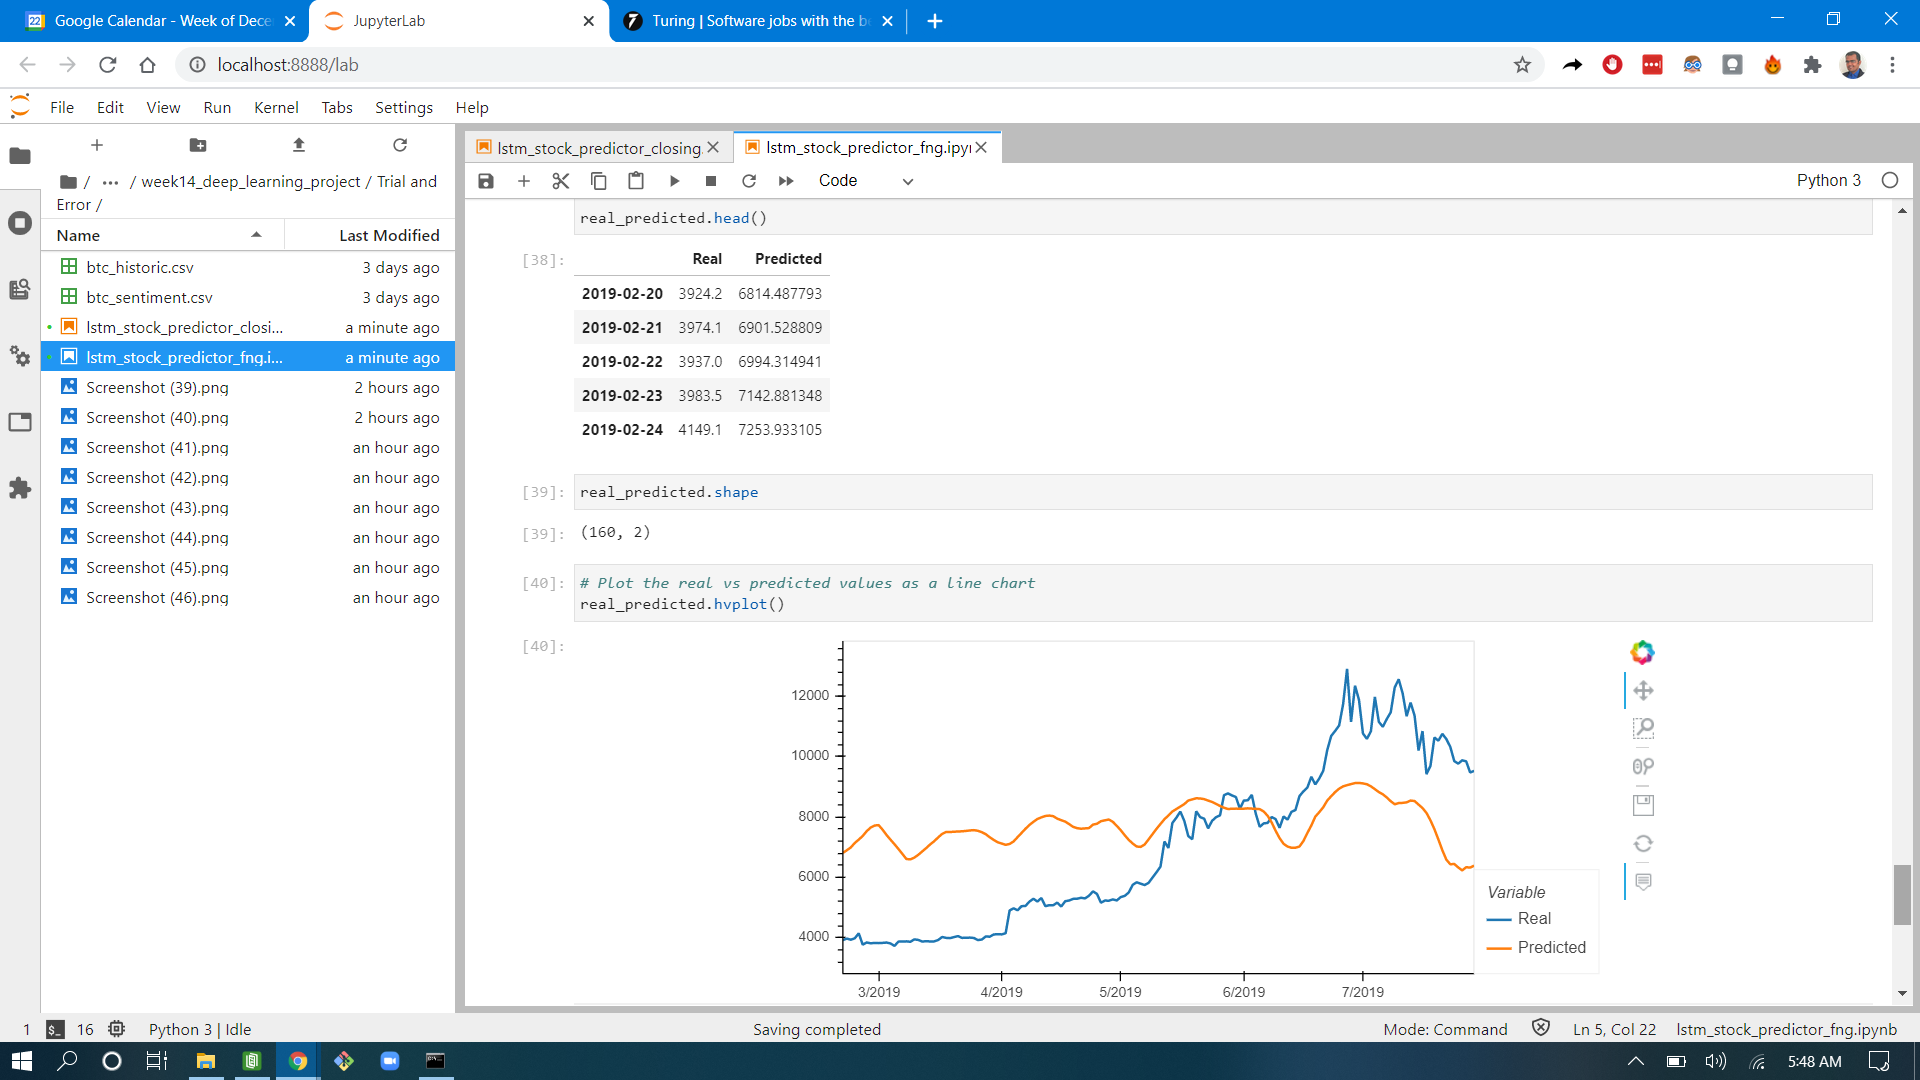 22 Google Calendar - Week of Dece
JupyterLab
Turing | Software jobs with the be
localhost:8888/lab
File Edit View Run Kernel Tabs Settings Help
/ ··· / week14_deep_learning_project / Trial and
Error /
Name Last Modified
btc_historic.csv 3 days ago
btc_sentiment.csv 3 days ago
lstm_stock_predictor_closi... a minute ago
lstm_stock_predictor_fng.i... a minute ago
Screenshot (39).png 2 hours ago
Screenshot (40).png 2 hours ago
Screenshot (41).png an hour ago
Screenshot (42).png an hour ago
Screenshot (43).png an hour ago
Screenshot (44).png an hour ago
Screenshot (45).png an hour ago
Screenshot (46).png an hour ago
lstm_stock_predictor_closing.
lstm_stock_predictor_fng.ipy
Code
Python 3
real_predicted.head()
[38]:
Real Predicted
2019-02-20 3924.2 6814.487793
2019-02-21 3974.1 6901.528809
2019-02-22 3937.0 6994.314941
2019-02-23 3983.5 7142.881348
2019-02-24 4149.1 7253.933105
[39]: real_predicted.shape
[39]: (160, 2)
[40]: # Plot the real vs predicted values as a line chart
real_predicted.hvplot()
[40]:
12000
10000
8000
6000
4000
3/2019 4/2019 5/2019 6/2019 7/2019
Variable
Real
Predicted
1 $_ 16 Python 3 | Idle
Saving completed
Mode: Command Ln 5, Col 22 lstm_stock_predictor_fng.ipynb
5:48 AM